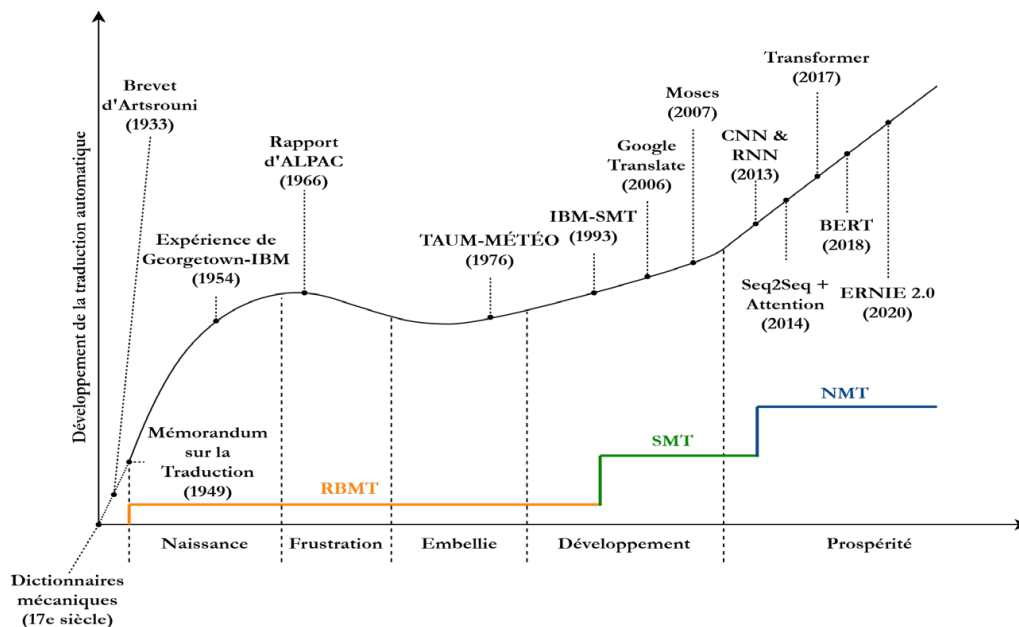 Développement de la traduction automatique
Brevet
d'Artsrouni
(1933)
Expérience de
Georgetown-IBM
(1954)
Rapport
d'ALPAC
(1966)
TAUM-MÉTÉO
(1976)
IBM-SMT
(1993)
Google
Translate
(2006)
Moses
(2007)
CNN &
RNN
(2013)
Transformer
(2017)
Seq2Seq +
Attention
(2014)
BERT
(2018)
ERNIE 2.0
(2020)
Mémorandum
sur la
Traduction
(1949)
RBMT
SMT
NMT
Naissance
Frustration
Embellie
Développement
Prospérité
Dictionnaires
mécaniques
(17e siècle)